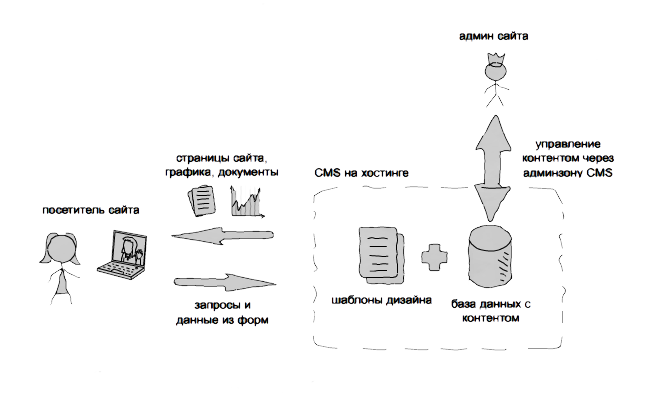 админ сайта
управление
контентом через
админзону CMS
страницы сайта,
графика, документы
CMS на хостинге
посетитель сайта
шаблоны дизайна
база данных с
контентом
запросы и
данные из форм